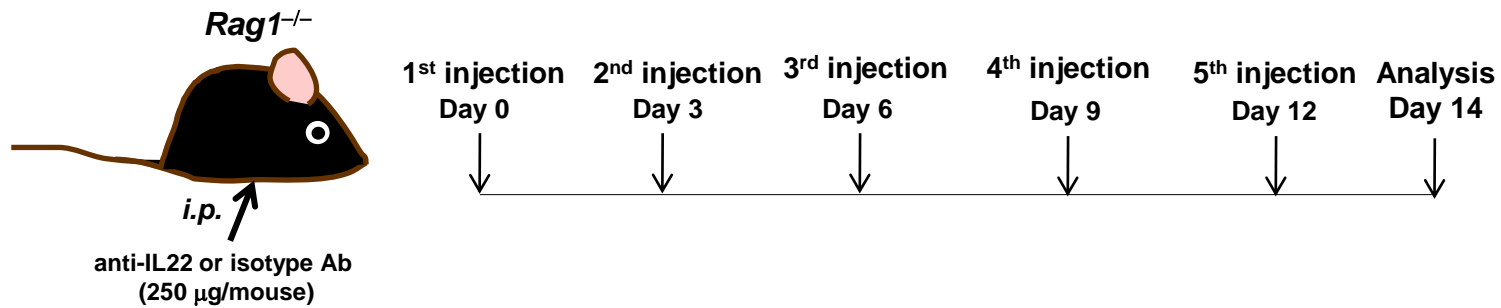 Rag1–/–
1st injection
Day 0
2nd injection
Day 3
3rd injection
Day 6
4th injection
Day 9
5th injection
Day 12
Analysis
Day 14
i.p.
anti-IL22 or isotype Ab
(250 μg/mouse)